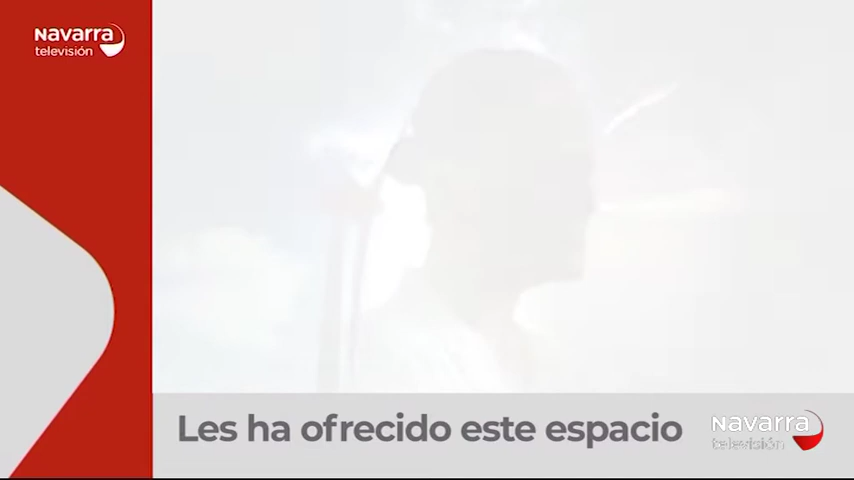 Navarra
televisión
Les ha ofrecido este espacio
Navarra
televisión